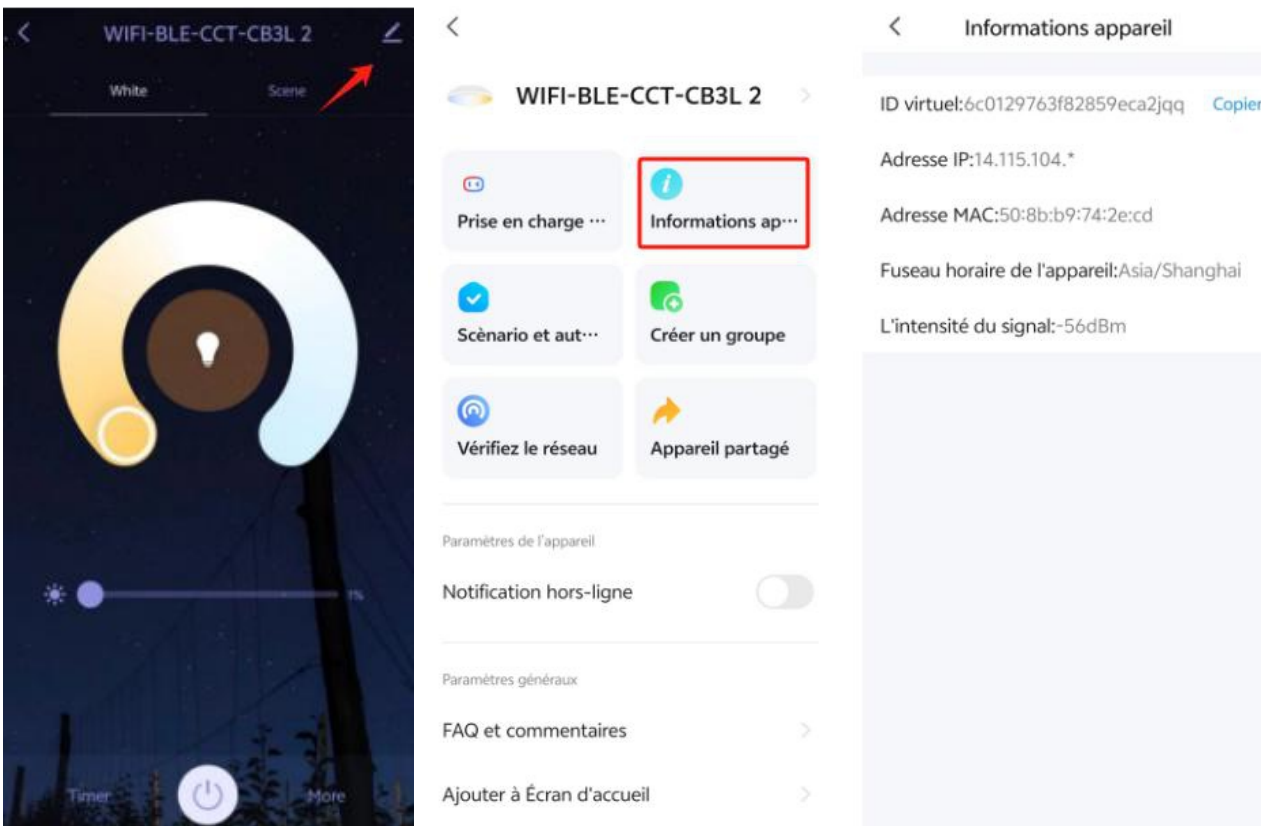 WIFI-BLE-CCT-CB3L 2
White Scene
1%
Timer More
WIFI-BLE-CCT-CB3L 2
Prise en charge ··· Informations ap···
Scènario et aut··· Créer un groupe
Vérifiez le réseau Appareil partagé
Paramètres de l'appareil
Notification hors-ligne
Paramètres généraux
FAQ et commentaires
Ajouter à Écran d'accueil
Informations appareil
ID virtuel:6c0129763f82859eca2jqq Copier
Adresse IP:14.115.104.*
Adresse MAC:50:8b:b9:74:2e:cd
Fuseau horaire de l'appareil:Asia/Shanghai
L'intensité du signal:-56dBm